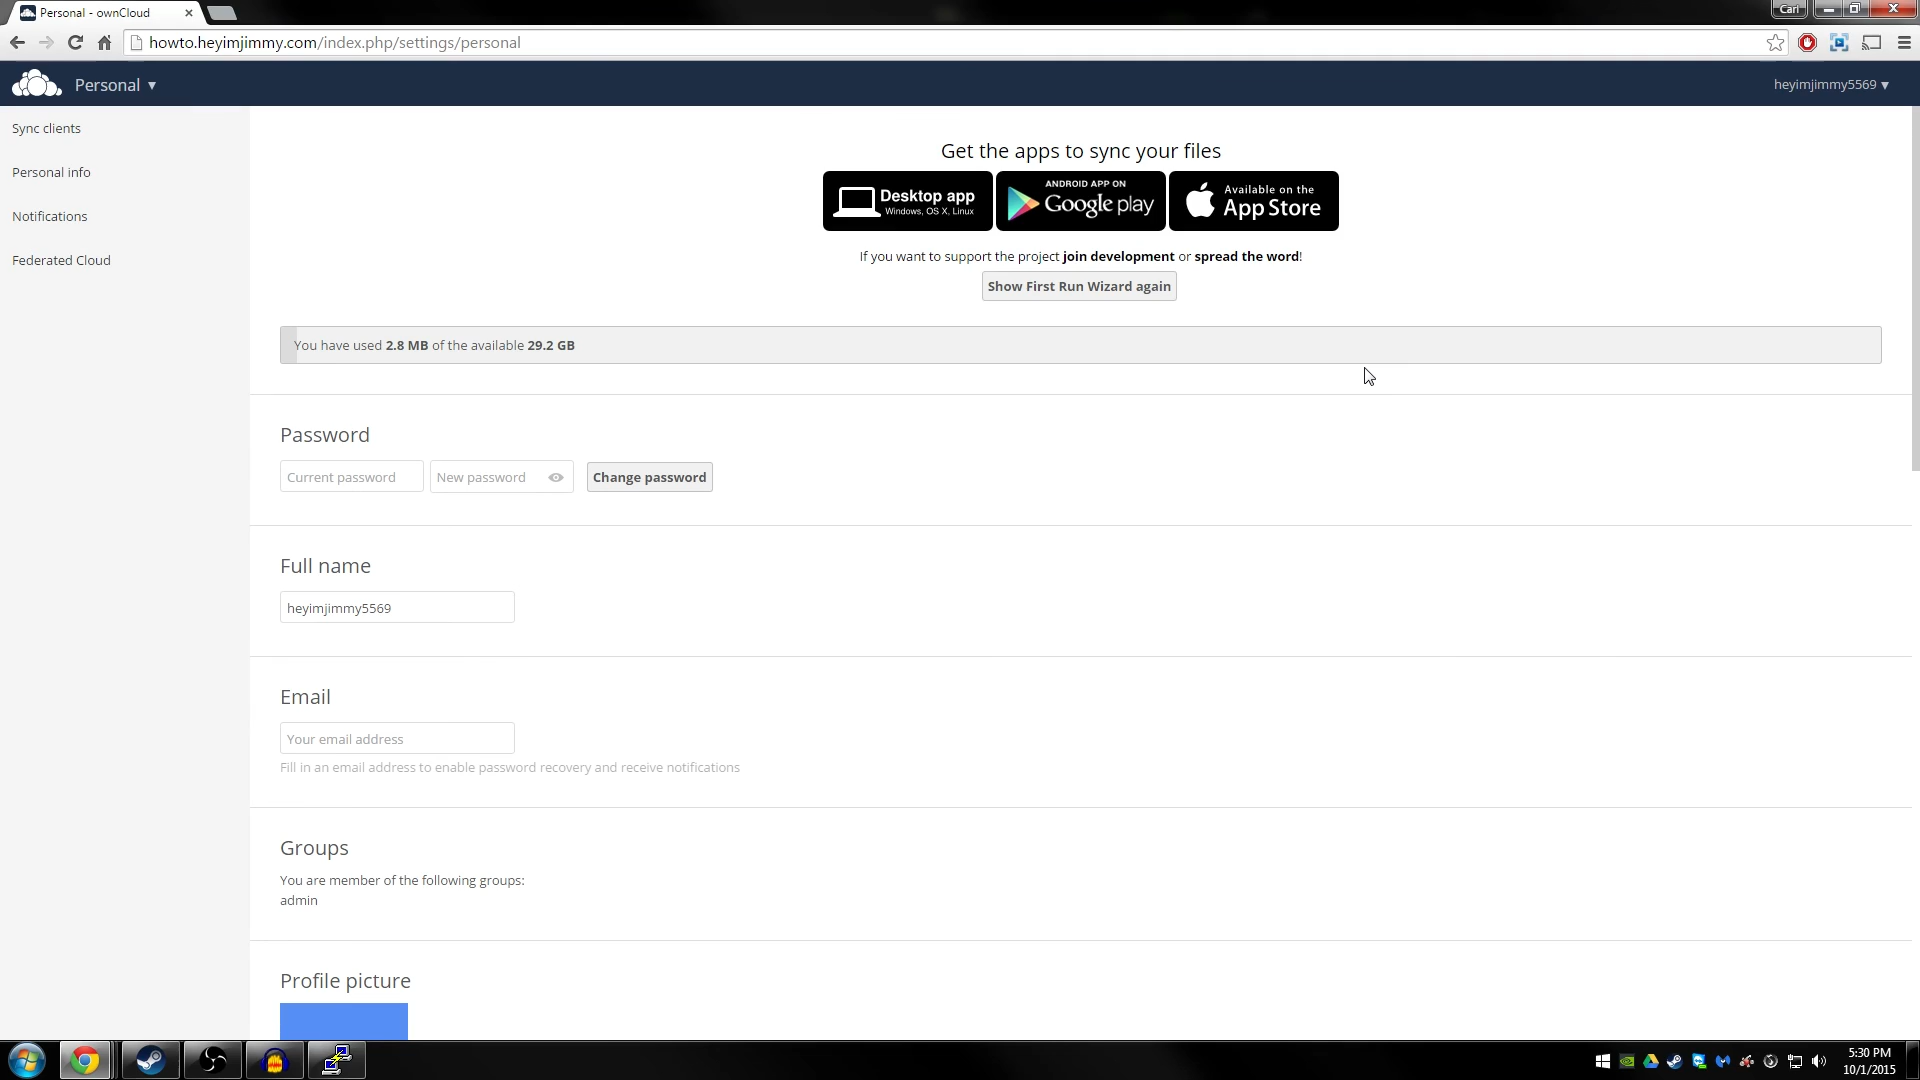 Personal - ownCloud
Carl
howto.heyimjimmy.com/index.php/settings/personal
Personal ▼
heyimjimmy5569 ▼
Sync clients
Personal info
Notifications
Federated Cloud
Get the apps to sync your files
Desktop app
Windows, OS X, Linux
ANDROID APP ON
Google play
Available on the
App Store
If you want to support the project join development or spread the word!
Show First Run Wizard again
You have used 2.8 MB of the available 29.2 GB
Password
Current password
New password
Change password
Full name
heyimjimmy5569
Email
Your email address
Fill in an email address to enable password recovery and receive notifications
Groups
You are member of the following groups:
admin
Profile picture
5:30 PM
10/1/2015